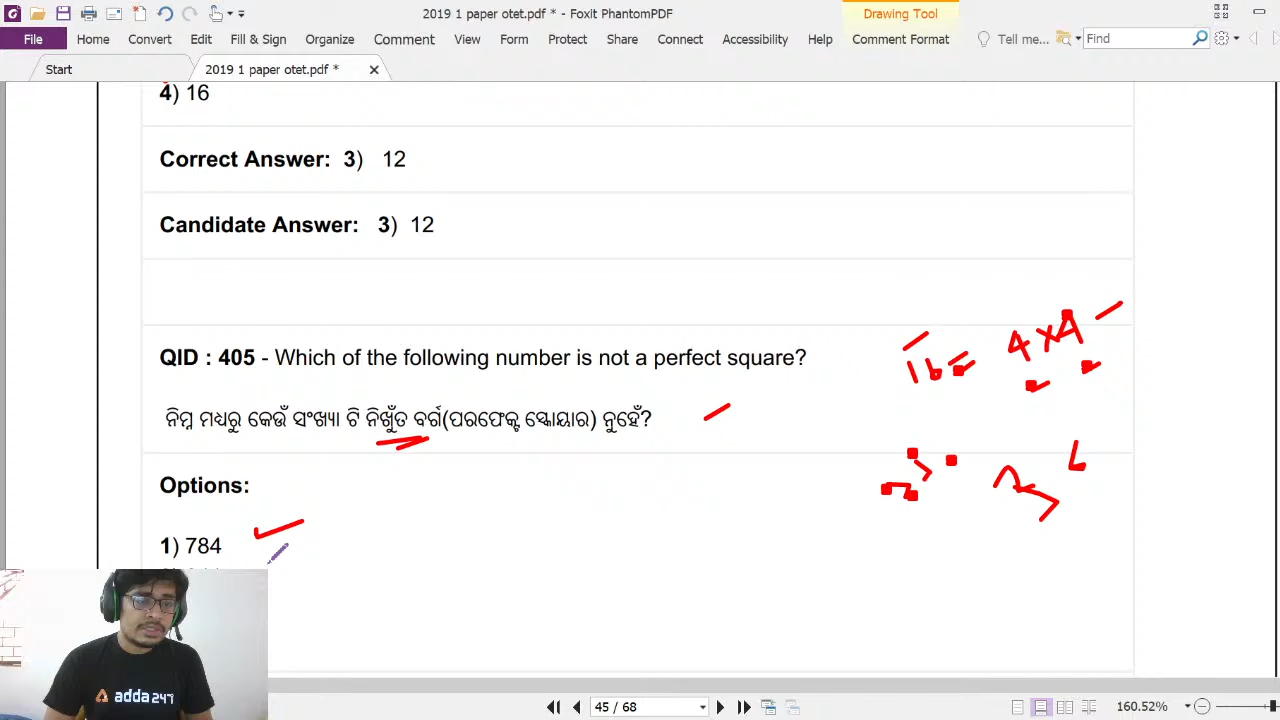 2019 1 paper otet.pdf * - Foxit PhantomPDF
Drawing Tool
File Home Convert Edit Fill & Sign Organize Comment View Form Protect Share Connect Accessibility Help Comment Format Tell me... Find
Start 2019 1 paper otet.pdf *
4) 16
Correct Answer: 3) 12
Candidate Answer: 3) 12
16 = 4 x 4
QID : 405 - Which of the following number is not a perfect square?
ନିମ୍ନ ମଧ୍ୟରୁ କେଉଁ ସଂଖ୍ୟା ଟି ନିଖୁଁତ ବର୍ଗ(ପରଫେକ୍ଟ ସ୍କୋୟାର) ନୁହେଁ?
Options:
1) 784
adda247
45 / 68
160.52%